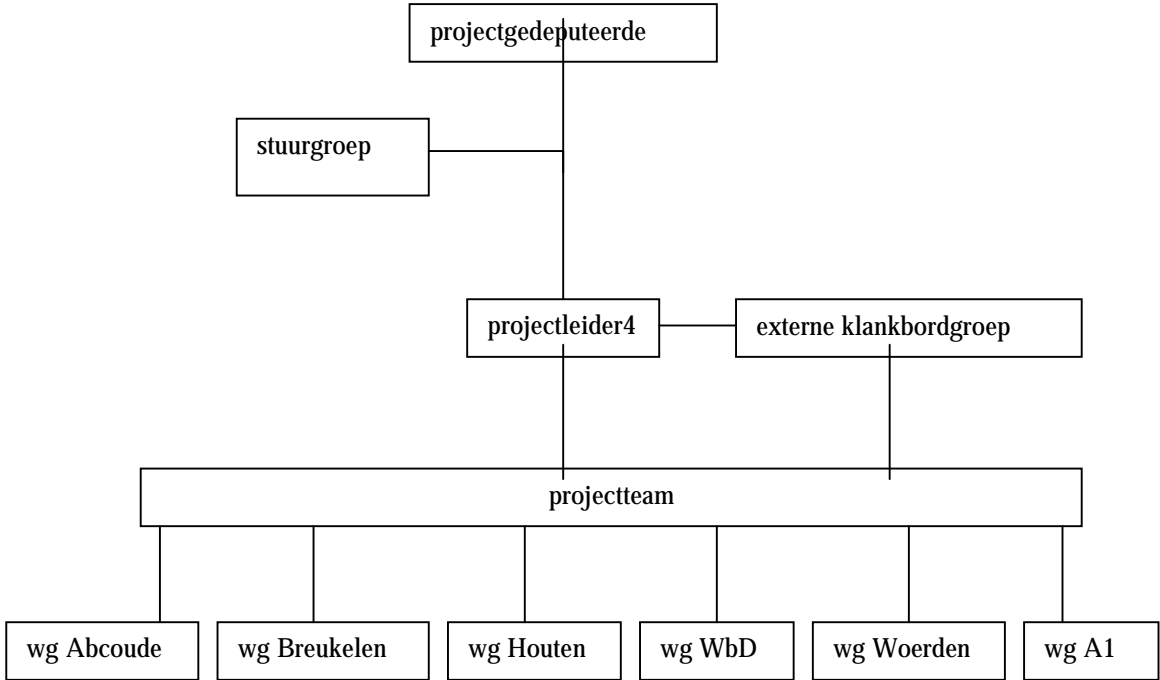 projectgedeputeerde
stuurgroep
projectleider4
externe klankbordgroep
projectteam
wg Abcoude
wg Breukelen
wg Houten
wg WbD
wg Woerden
wg A1